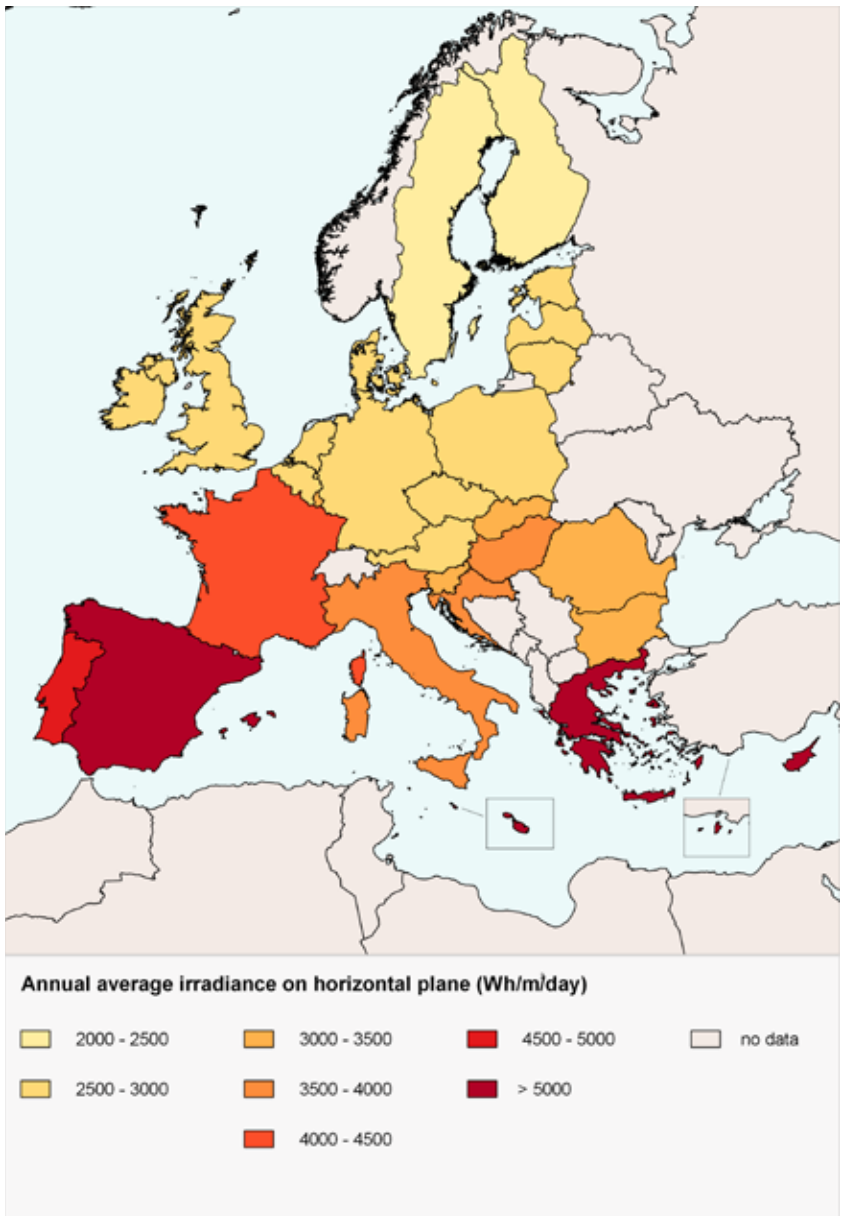 Annual average irradiance on horizontal plane (Wh/m²/day)
2000 - 2500
3000 - 3500
4500 - 5000
no data
2500 - 3000
3500 - 4000
> 5000
4000 - 4500